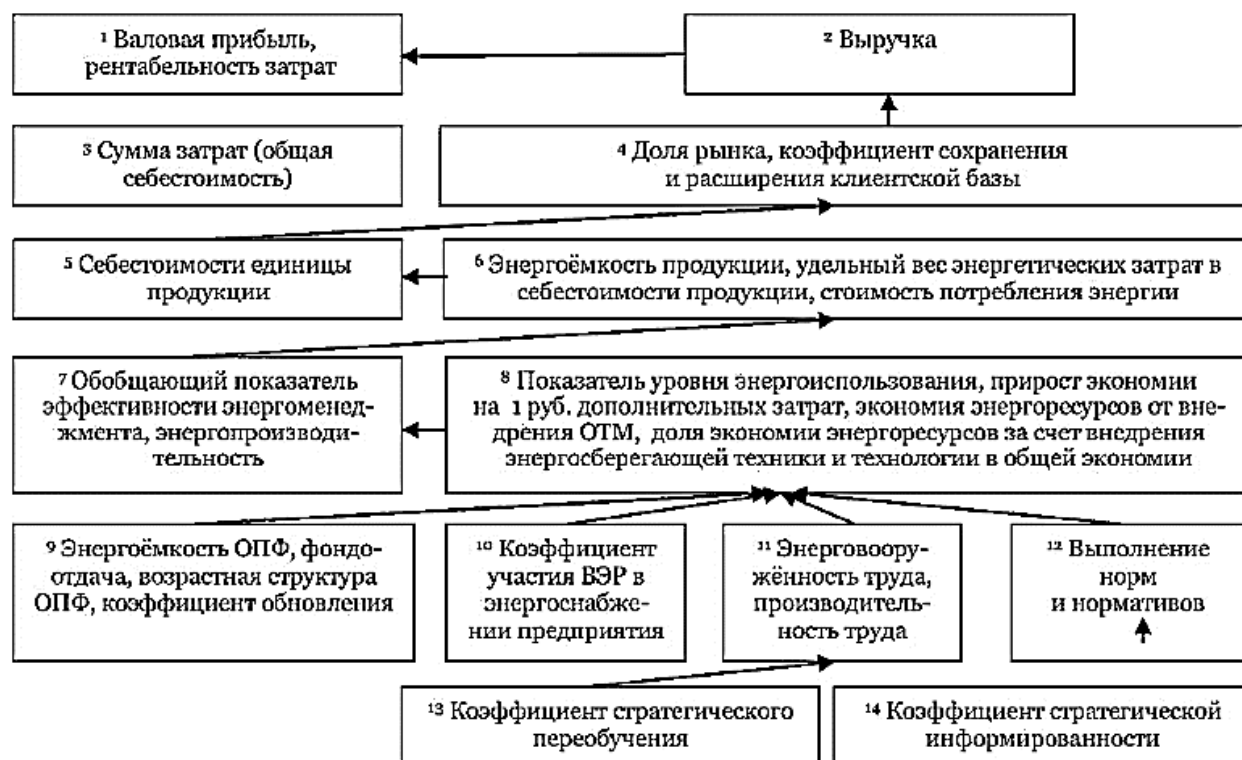 ¹ Валовая прибыль,
рентабельность затрат
² Выручка
³ Сумма затрат (общая
себестоимость)
⁴ Доля рынка, коэффициент сохранения
и расширения клиентской базы
⁵ Себестоимости единицы
продукции
⁶ Энергоёмкость продукции, удельный вес энергетических затрат в
себестоимости продукции, стоимость потребления энергии
⁷ Обобщающий показатель
эффективности энергоменед-
жмента, энергопроизводи-
тельность
⁸ Показатель уровня энергоиспользования, прирост экономии
на 1 руб. дополнительных затрат, экономия энергоресурсов от вне-
дрения ОТМ, доля экономии энергоресурсов за счет внедрения
энергосберегающей техники и технологии в общей экономии
⁹ Энергоёмкость ОПФ, фондо-
отдача, возрастная структура
ОПФ, коэффициент обновления
¹⁰ Коэффициент
участия ВЭР в
энергоснабже-
нии предприятия
¹¹ Энерговоору-
жённость труда,
производитель-
ность труда
¹² Выполнение
норм
и нормативов
¹³ Коэффициент стратегического
переобучения
¹⁴ Коэффициент стратегической
информированности